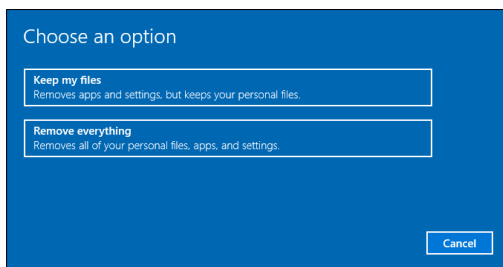 Choose an option
Keep my files
Removes apps and settings, but keeps your personal files.
Remove everything
Removes all of your personal files, apps, and settings.
Cancel